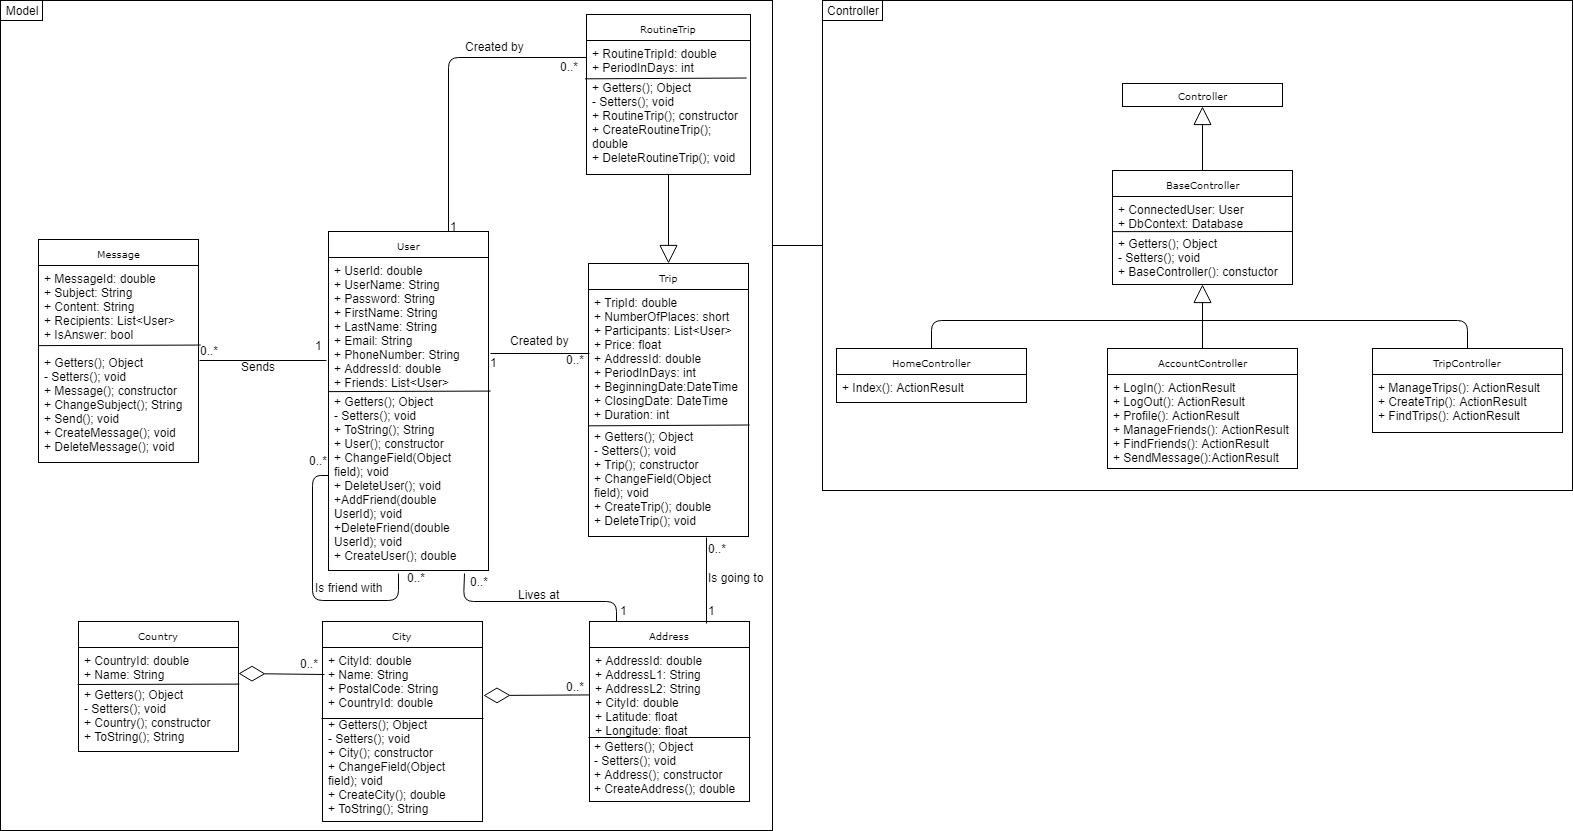 Model
RoutineTrip
+ RoutineTripId: double
+ PeriodInDays: int
+ Getters(); Object
- Setters(); void
+ RoutineTrip(); constructor
+ CreateRoutineTrip();
double
+ DeleteRoutineTrip(); void
Created by
0..*
1
Message
+ MessageId: double
+ Subject: String
+ Content: String
+ Recipients: List<User>
+ IsAnswer: bool
+ Getters(); Object
- Setters(); void
+ Message(); constructor
+ ChangeSubject(); String
+ Send(); void
+ CreateMessage(); void
+ DeleteMessage(); void
0..*
Sends
1
User
+ UserId: double
+ UserName: String
+ Password: String
+ FirstName: String
+ LastName: String
+ Email: String
+ PhoneNumber: String
+ AddressId: double
+ Friends: List<User>
+ Getters(); Object
- Setters(); void
+ ToString(); String
+ User(); constructor
+ ChangeField(Object
field); void
+ DeleteUser(); void
+AddFriend(double
UserId); void
+DeleteFriend(double
UserId); void
+ CreateUser(); double
0..*
Is friend with
0..*
Created by
1
0..*
Trip
+ TripId: double
+ NumberOfPlaces: short
+ Participants: List<User>
+ Price: float
+ AddressId: double
+ PeriodInDays: int
+ BeginningDate:DateTime
+ ClosingDate: DateTime
+ Duration: int
+ Getters(); Object
- Setters(); void
+ Trip(); constructor
+ ChangeField(Object
field); void
+ CreateTrip(); double
+ DeleteTrip(); void
0..*
Is going to
1
0..*
Lives at
1
Country
+ CountryId: double
+ Name: String
+ Getters(); Object
- Setters(); void
+ Country(); constructor
+ ToString(); String
0..*
City
+ CityId: double
+ Name: String
+ PostalCode: String
+ CountryId: double
+ Getters(); Object
- Setters(); void
+ City(); constructor
+ ChangeField(Object
field); void
+ CreateCity(); double
+ ToString(); String
0..*
Address
+ AddressId: double
+ AddressL1: String
+ AddressL2: String
+ CityId: double
+ Latitude: float
+ Longitude: float
+ Getters(); Object
- Setters(); void
+ Address(); constructor
+ CreateAddress(); double
Controller
Controller
BaseController
+ ConnectedUser: User
+ DbContext: Database
+ Getters(); Object
- Setters(); void
+ BaseController(): constuctor
HomeController
+ Index(): ActionResult
AccountController
+ LogIn(): ActionResult
+ LogOut(): ActionResult
+ Profile(): ActionResult
+ ManageFriends(): ActionResult
+ FindFriends(): ActionResult
+ SendMessage():ActionResult
TripController
+ ManageTrips(): ActionResult
+ CreateTrip(): ActionResult
+ FindTrips(): ActionResult